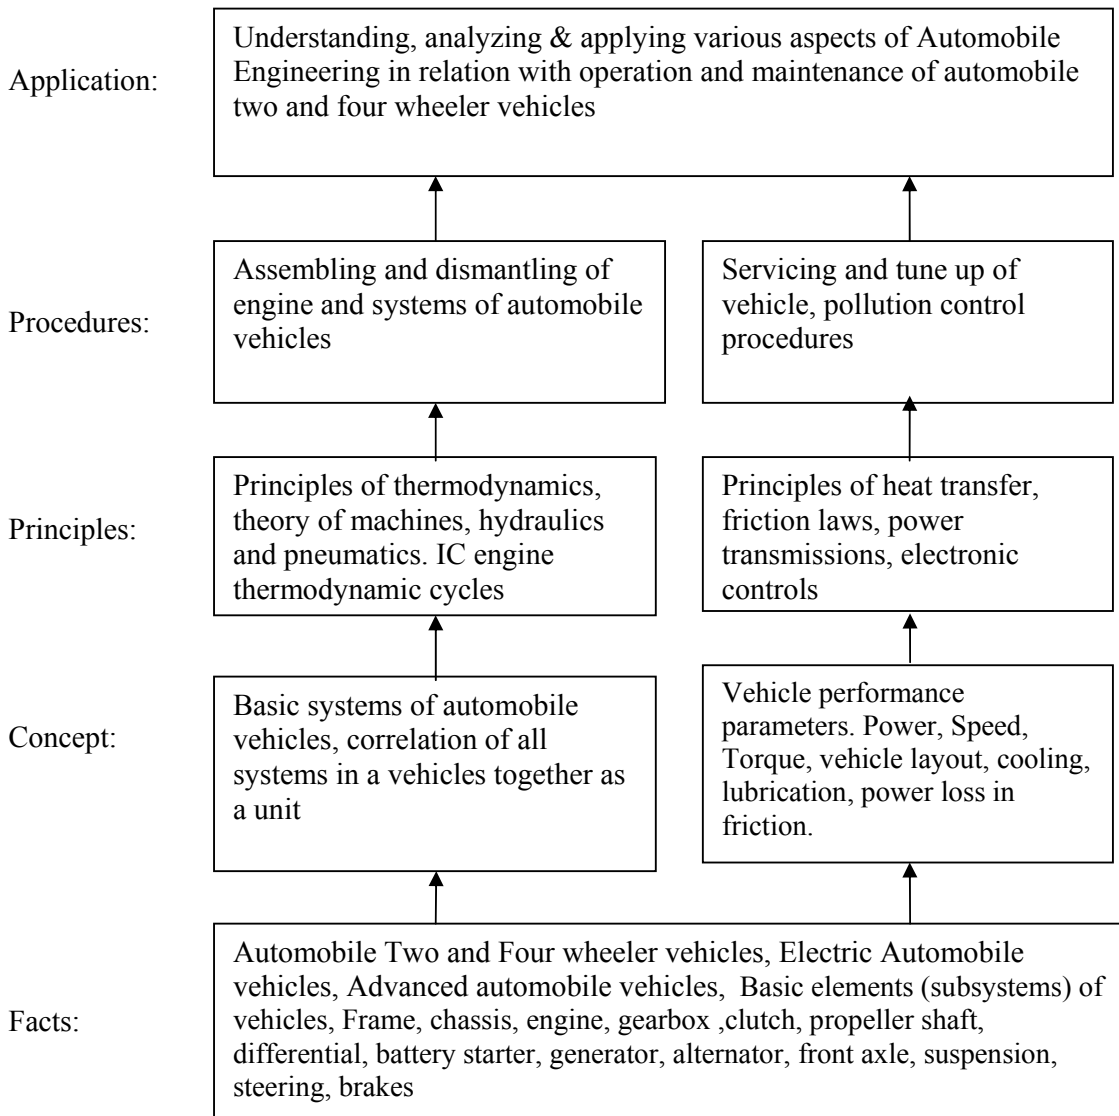 Application:
Understanding, analyzing & applying various aspects of Automobile
Engineering in relation with operation and maintenance of automobile
two and four wheeler vehicles
Procedures:
Assembling and dismantling of
engine and systems of automobile
vehicles
Servicing and tune up of
vehicle, pollution control
procedures
Principles:
Principles of thermodynamics,
theory of machines, hydraulics
and pneumatics. IC engine
thermodynamic cycles
Principles of heat transfer,
friction laws, power
transmissions, electronic
controls
Concept:
Basic systems of automobile
vehicles, correlation of all
systems in a vehicles together as
a unit
Vehicle performance
parameters. Power, Speed,
Torque, vehicle layout, cooling,
lubrication, power loss in
friction.
Facts:
Automobile Two and Four wheeler vehicles, Electric Automobile
vehicles, Advanced automobile vehicles, Basic elements (subsystems) of
vehicles, Frame, chassis, engine, gearbox ,clutch, propeller shaft,
differential, battery starter, generator, alternator, front axle, suspension,
steering, brakes